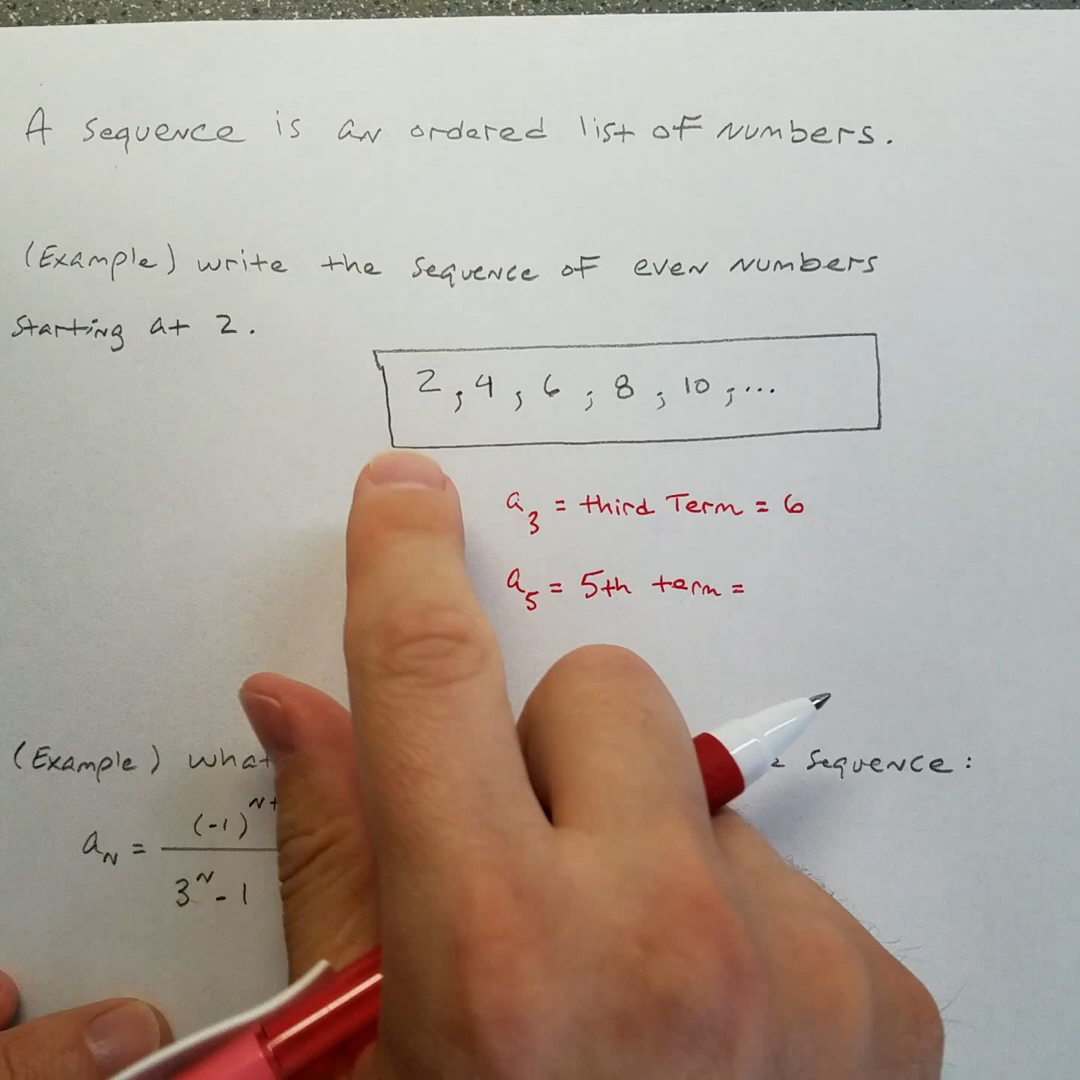 A sequence is an ordered list of numbers.
(Example) write the sequence of even numbers
starting at 2.
2, 4, 6, 8, 10, ...
a₃ = third Term = 6
a₅ = 5th term =
(Example) what sequence:
aₙ = (-1)ⁿ⁺ / 3ⁿ - 1